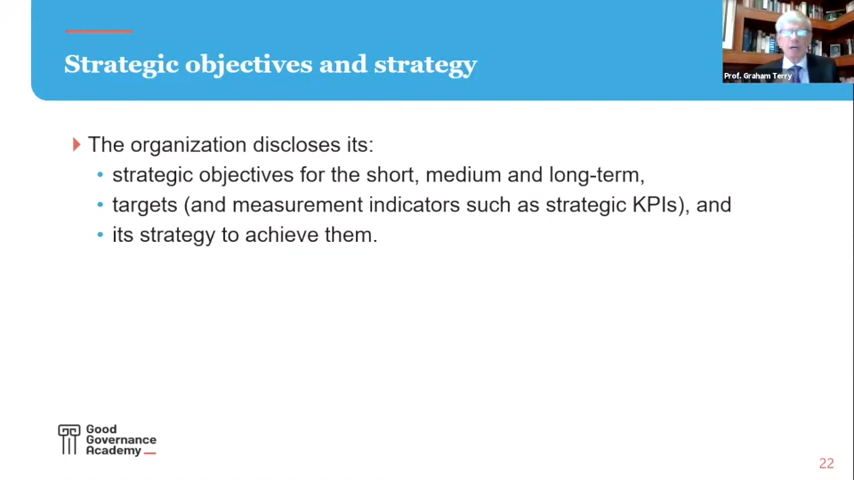 Strategic objectives and strategy
Prof. Graham Terry
The organization discloses its:
strategic objectives for the short, medium and long-term,
targets (and measurement indicators such as strategic KPIs), and
its strategy to achieve them.
Good
Governance
Academy
22